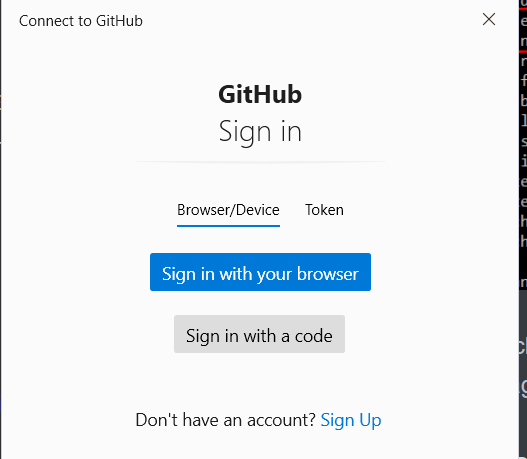 Connect to GitHub
GitHub
Sign in
Browser/Device Token
Sign in with your browser
Sign in with a code
Don't have an account? Sign Up